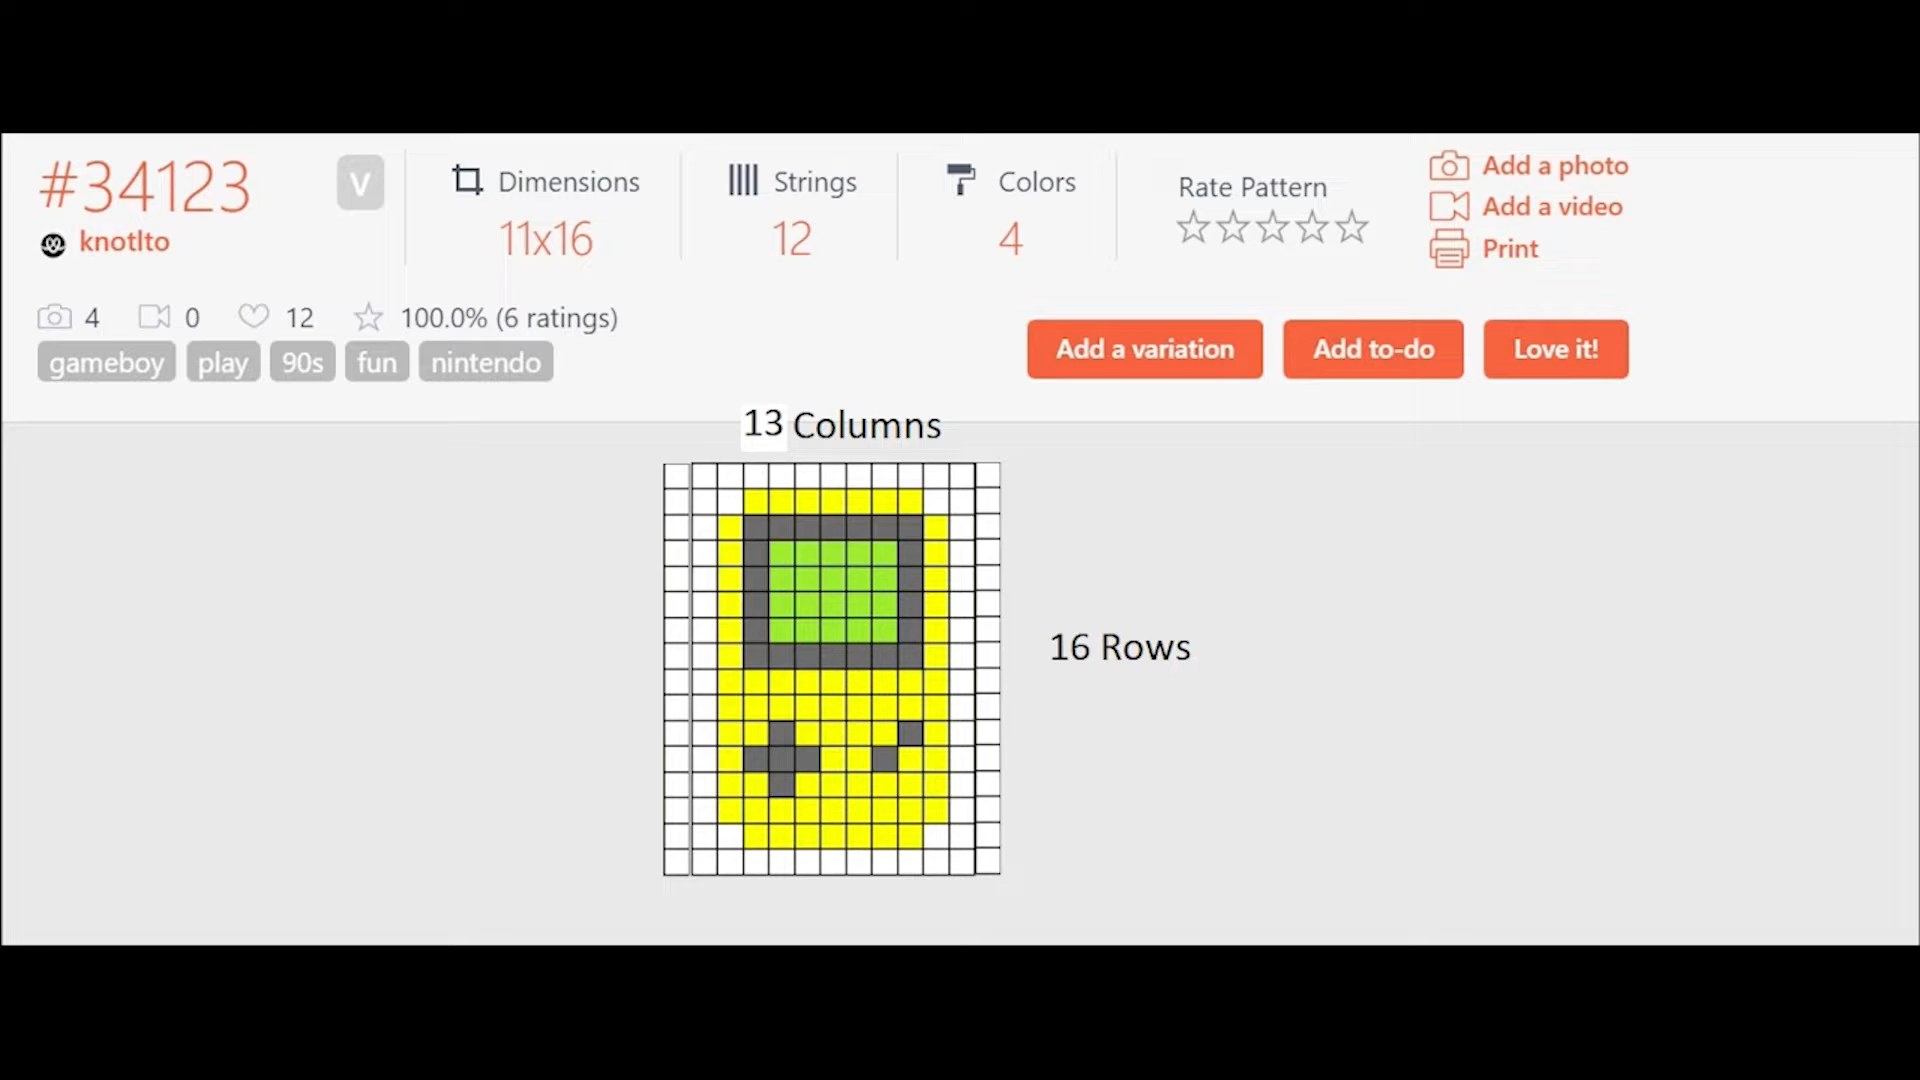 #34123
V
knotlto
Dimensions
11x16
Strings
12
Colors
4
Rate Pattern
Add a photo
Add a video
Print
4 0 12 100.0% (6 ratings)
gameboy play 90s fun nintendo
Add a variation Add to-do Love it!
13 Columns
16 Rows